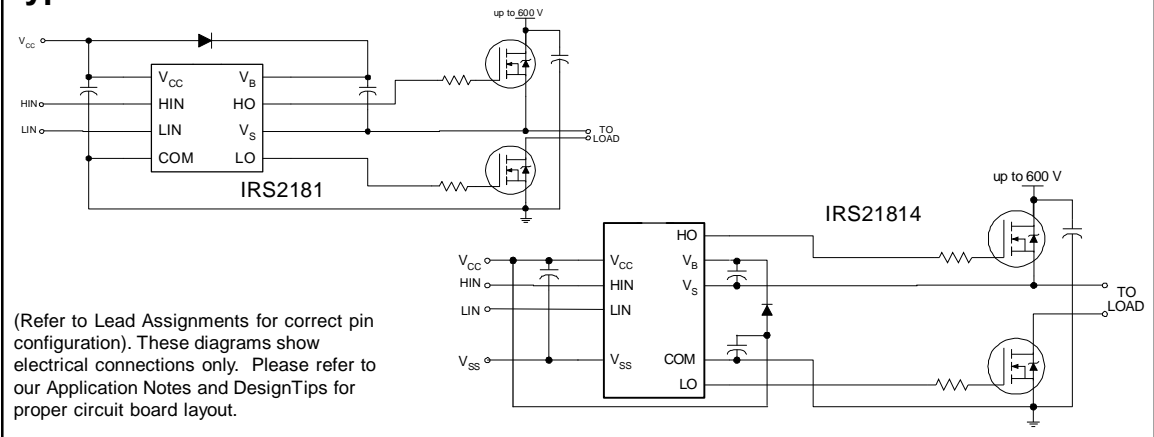 up to 600 V
VCC
VCC VB
HIN HIN HO
LIN LIN VS TO
LOAD
COM LO
IRS2181
up to 600 V
IRS21814
HO
VCC VCC VB
HIN HIN VS
LIN LIN TO
LOAD
VSS VSS COM
LO
(Refer to Lead Assignments for correct pin
configuration). These diagrams show
electrical connections only. Please refer to
our Application Notes and DesignTips for
proper circuit board layout.